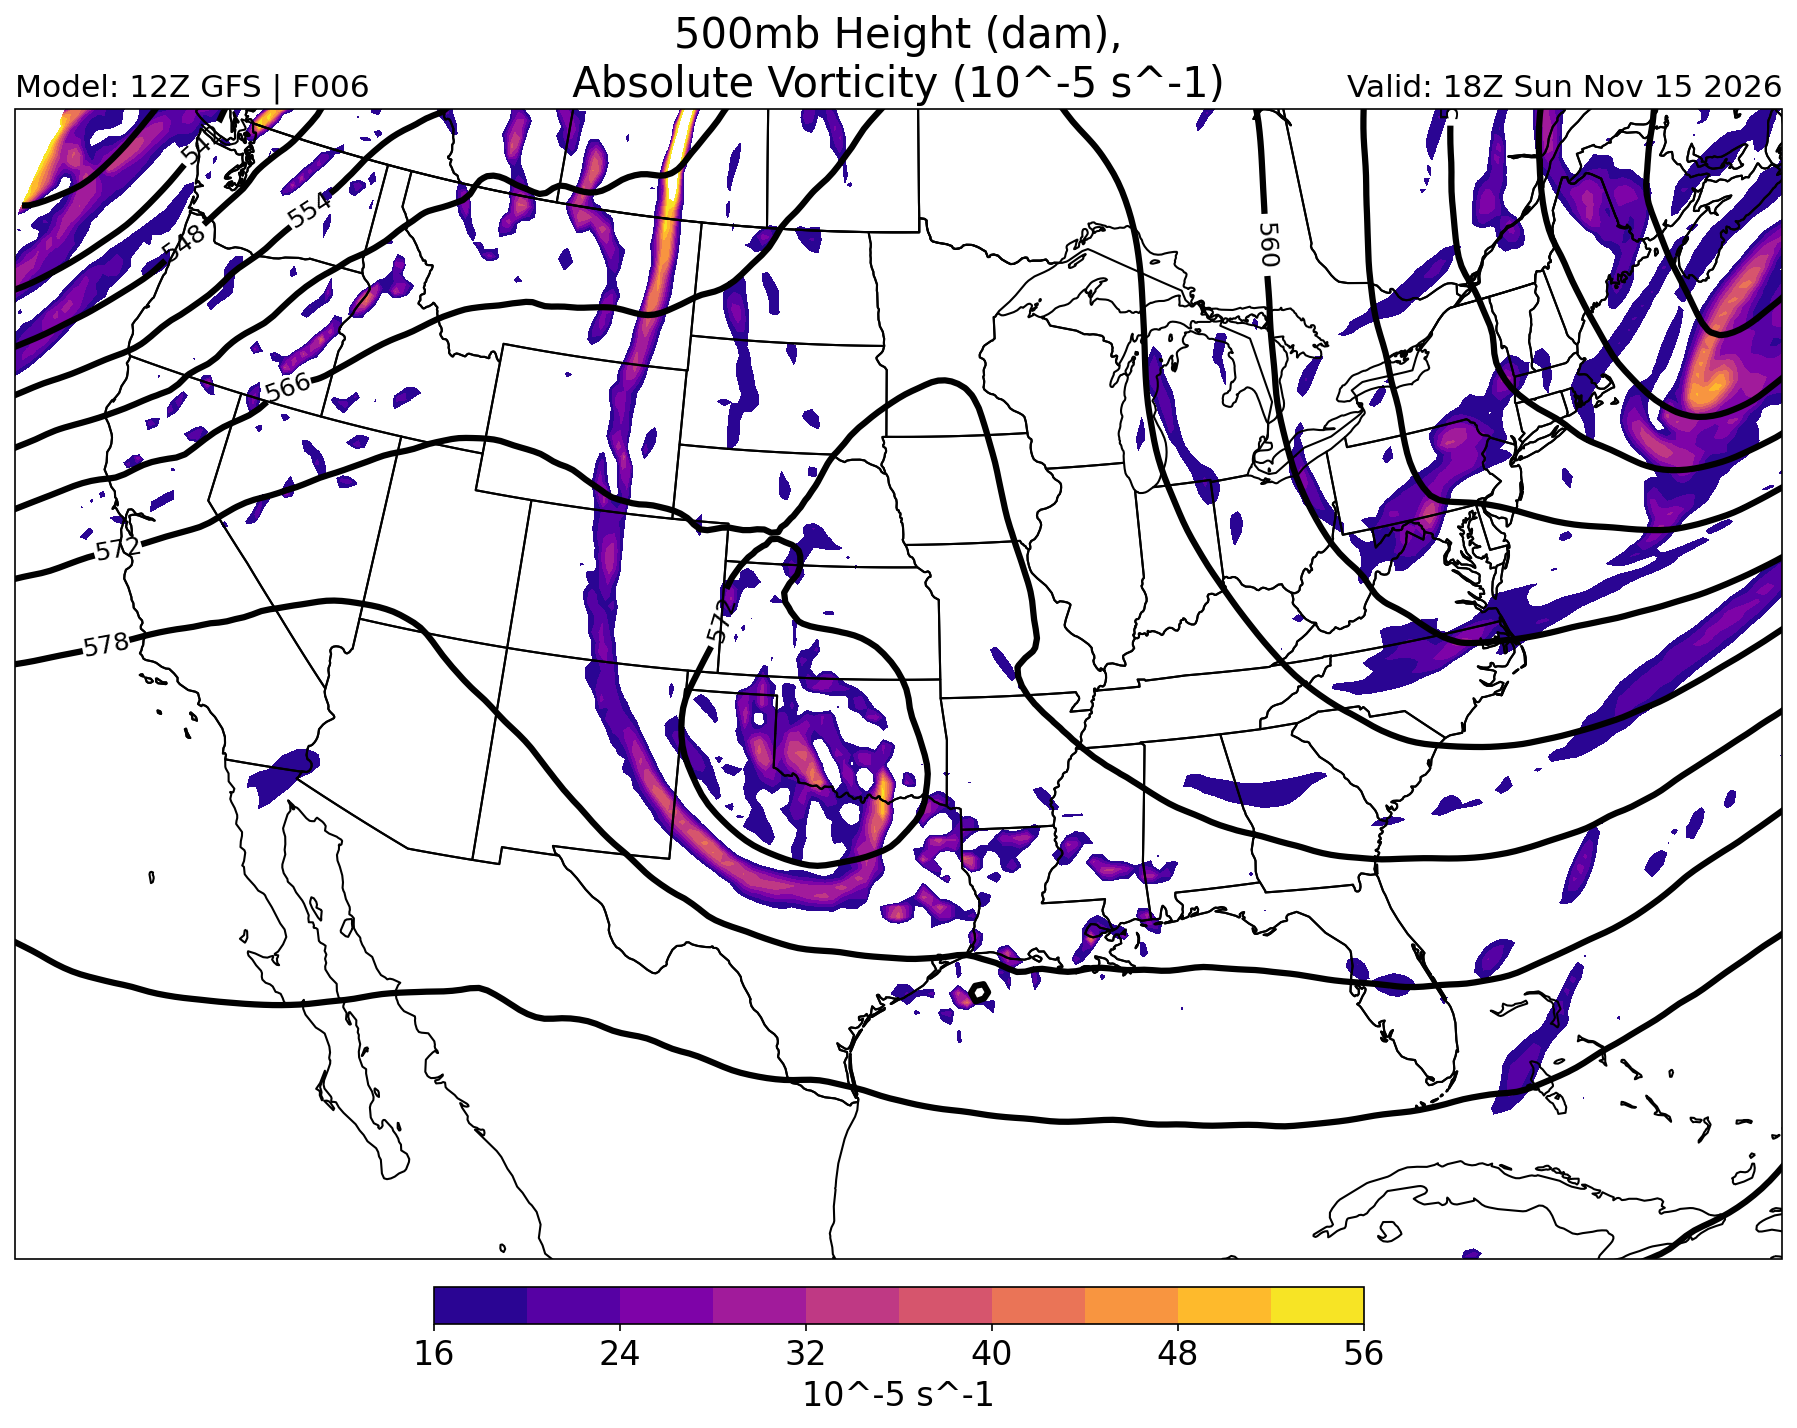 500mb Height (dam),
Absolute Vorticity (10^-5 s^-1)
Model: 12Z GFS | F006
Valid: 18Z Sun Nov 15 2026
548
554
560
566
572
572
578
16 24 32 40 48 56
10^-5 s^-1